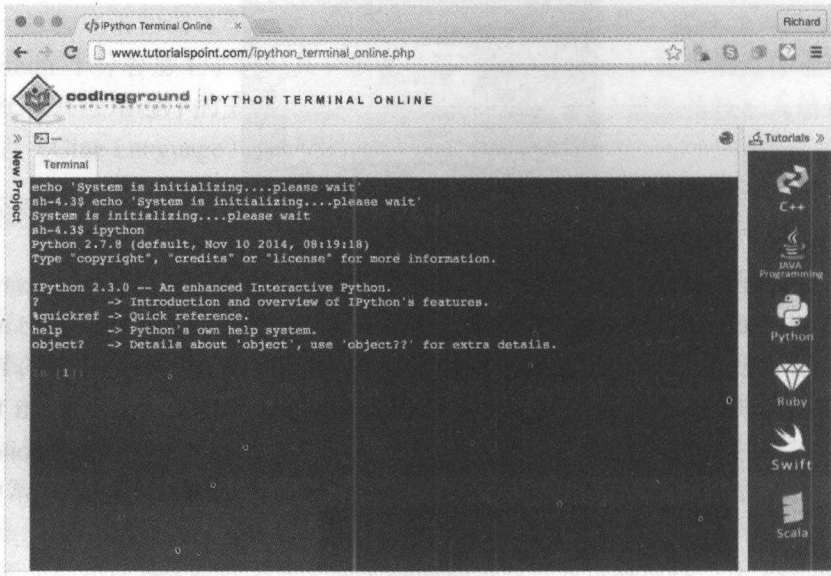 </>iPython Terminal Online ×
Richard
www.tutorialspoint.com/ipython_terminal_online.php
codingground
SIMPLYEASYCODING
IPYTHON TERMINAL ONLINE
New Project
Tutorials
Terminal
echo 'System is initializing....please wait'
sh-4.3$ echo 'System is initializing....please wait'
System is initializing....please wait
sh-4.3$ ipython
Python 2.7.8 (default, Nov 10 2014, 08:19:18)
Type "copyright", "credits" or "license" for more information.
IPython 2.3.0 -- An enhanced Interactive Python.
?         -> Introduction and overview of IPython's features.
%quickref -> Quick reference.
help      -> Python's own help system.
object?   -> Details about 'object', use 'object??' for extra details.
In [1]:
C++
JAVA
Programming
Python
Ruby
Swift
Scala